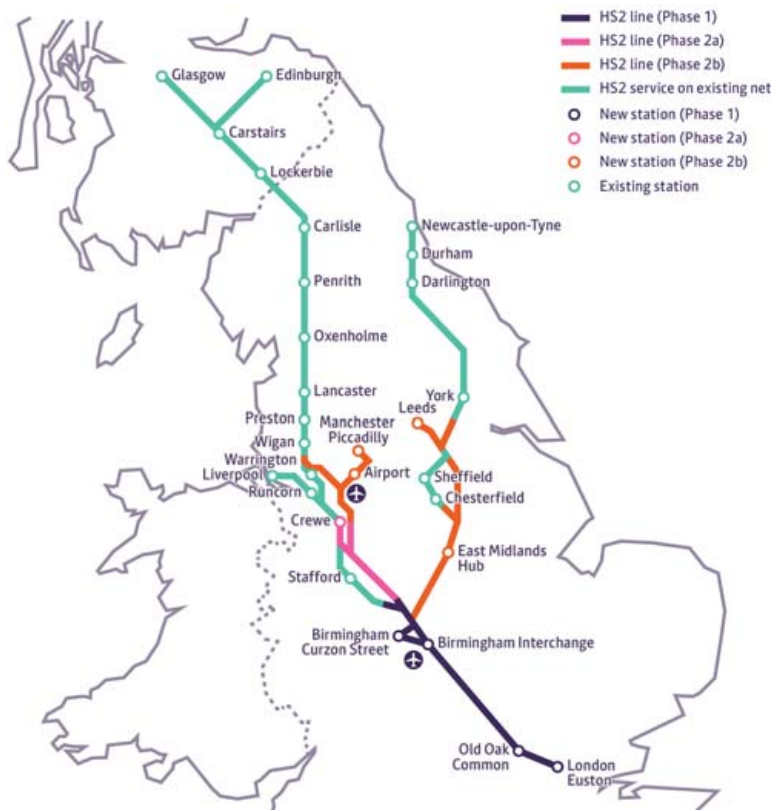 HS2 line (Phase 1)
HS2 line (Phase 2a)
HS2 line (Phase 2b)
HS2 service on existing net
New station (Phase 1)
New station (Phase 2a)
New station (Phase 2b)
Existing station
Glasgow
Edinburgh
Carstairs
Lockerbie
Carlisle
Newcastle-upon-Tyne
Durham
Penrith
Darlington
Oxenholme
Lancaster
York
Preston
Manchester
Piccadilly
Leeds
Wigan
Warrington
Airport
Liverpool
Sheffield
Runcorn
Chesterfield
Crewe
East Midlands
Hub
Stafford
Birmingham
Curzon Street
Birmingham Interchange
Old Oak
Common
London
Euston